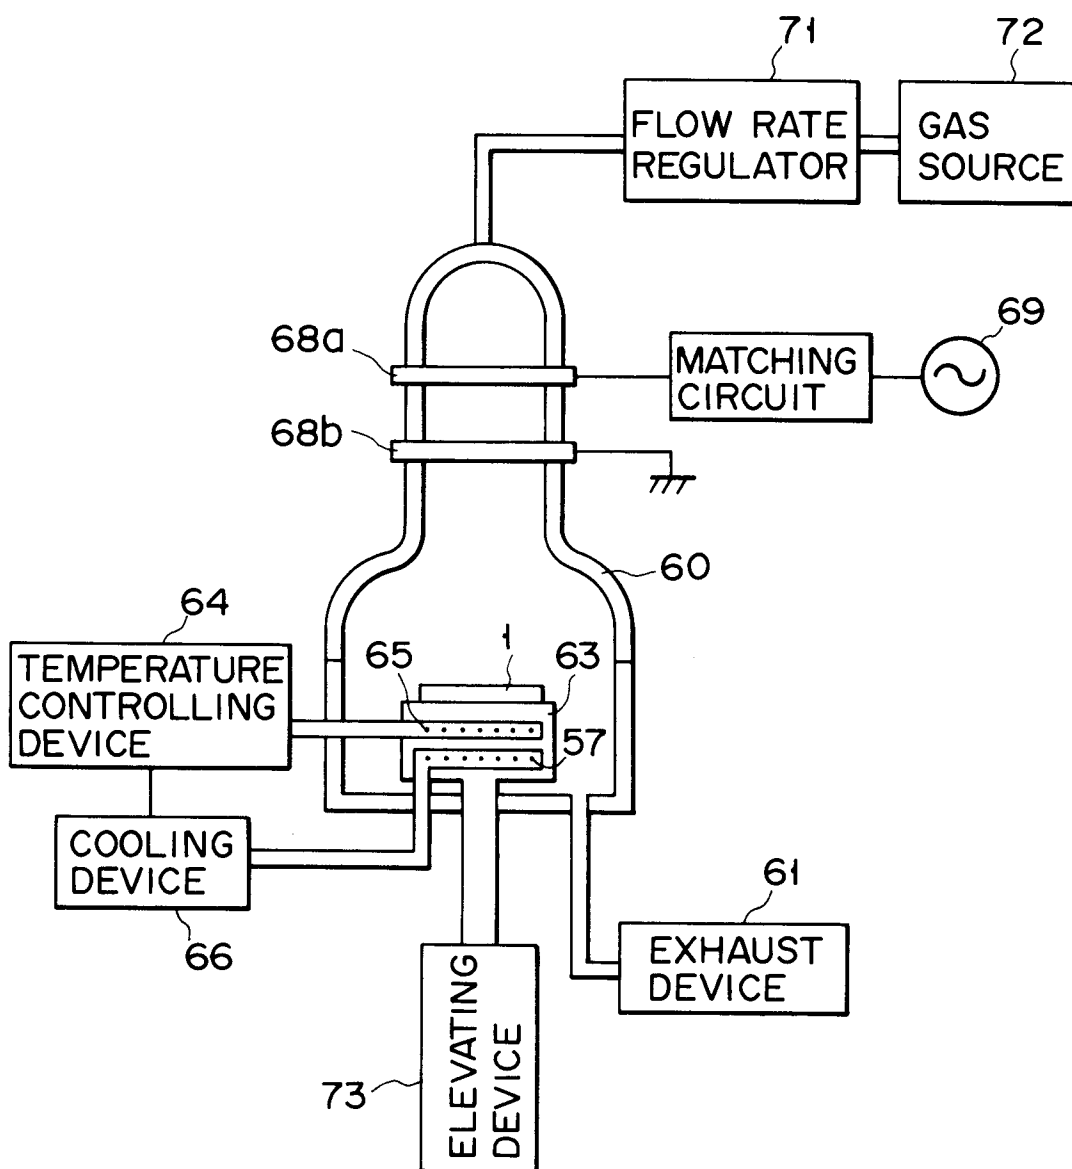 71
72
FLOW RATE
REGULATOR
GAS
SOURCE
68a
MATCHING
CIRCUIT
69
68b
60
64
TEMPERATURE
CONTROLLING
DEVICE
65
1
63
57
COOLING
DEVICE
66
61
EXHAUST
DEVICE
ELEVATING
DEVICE
73